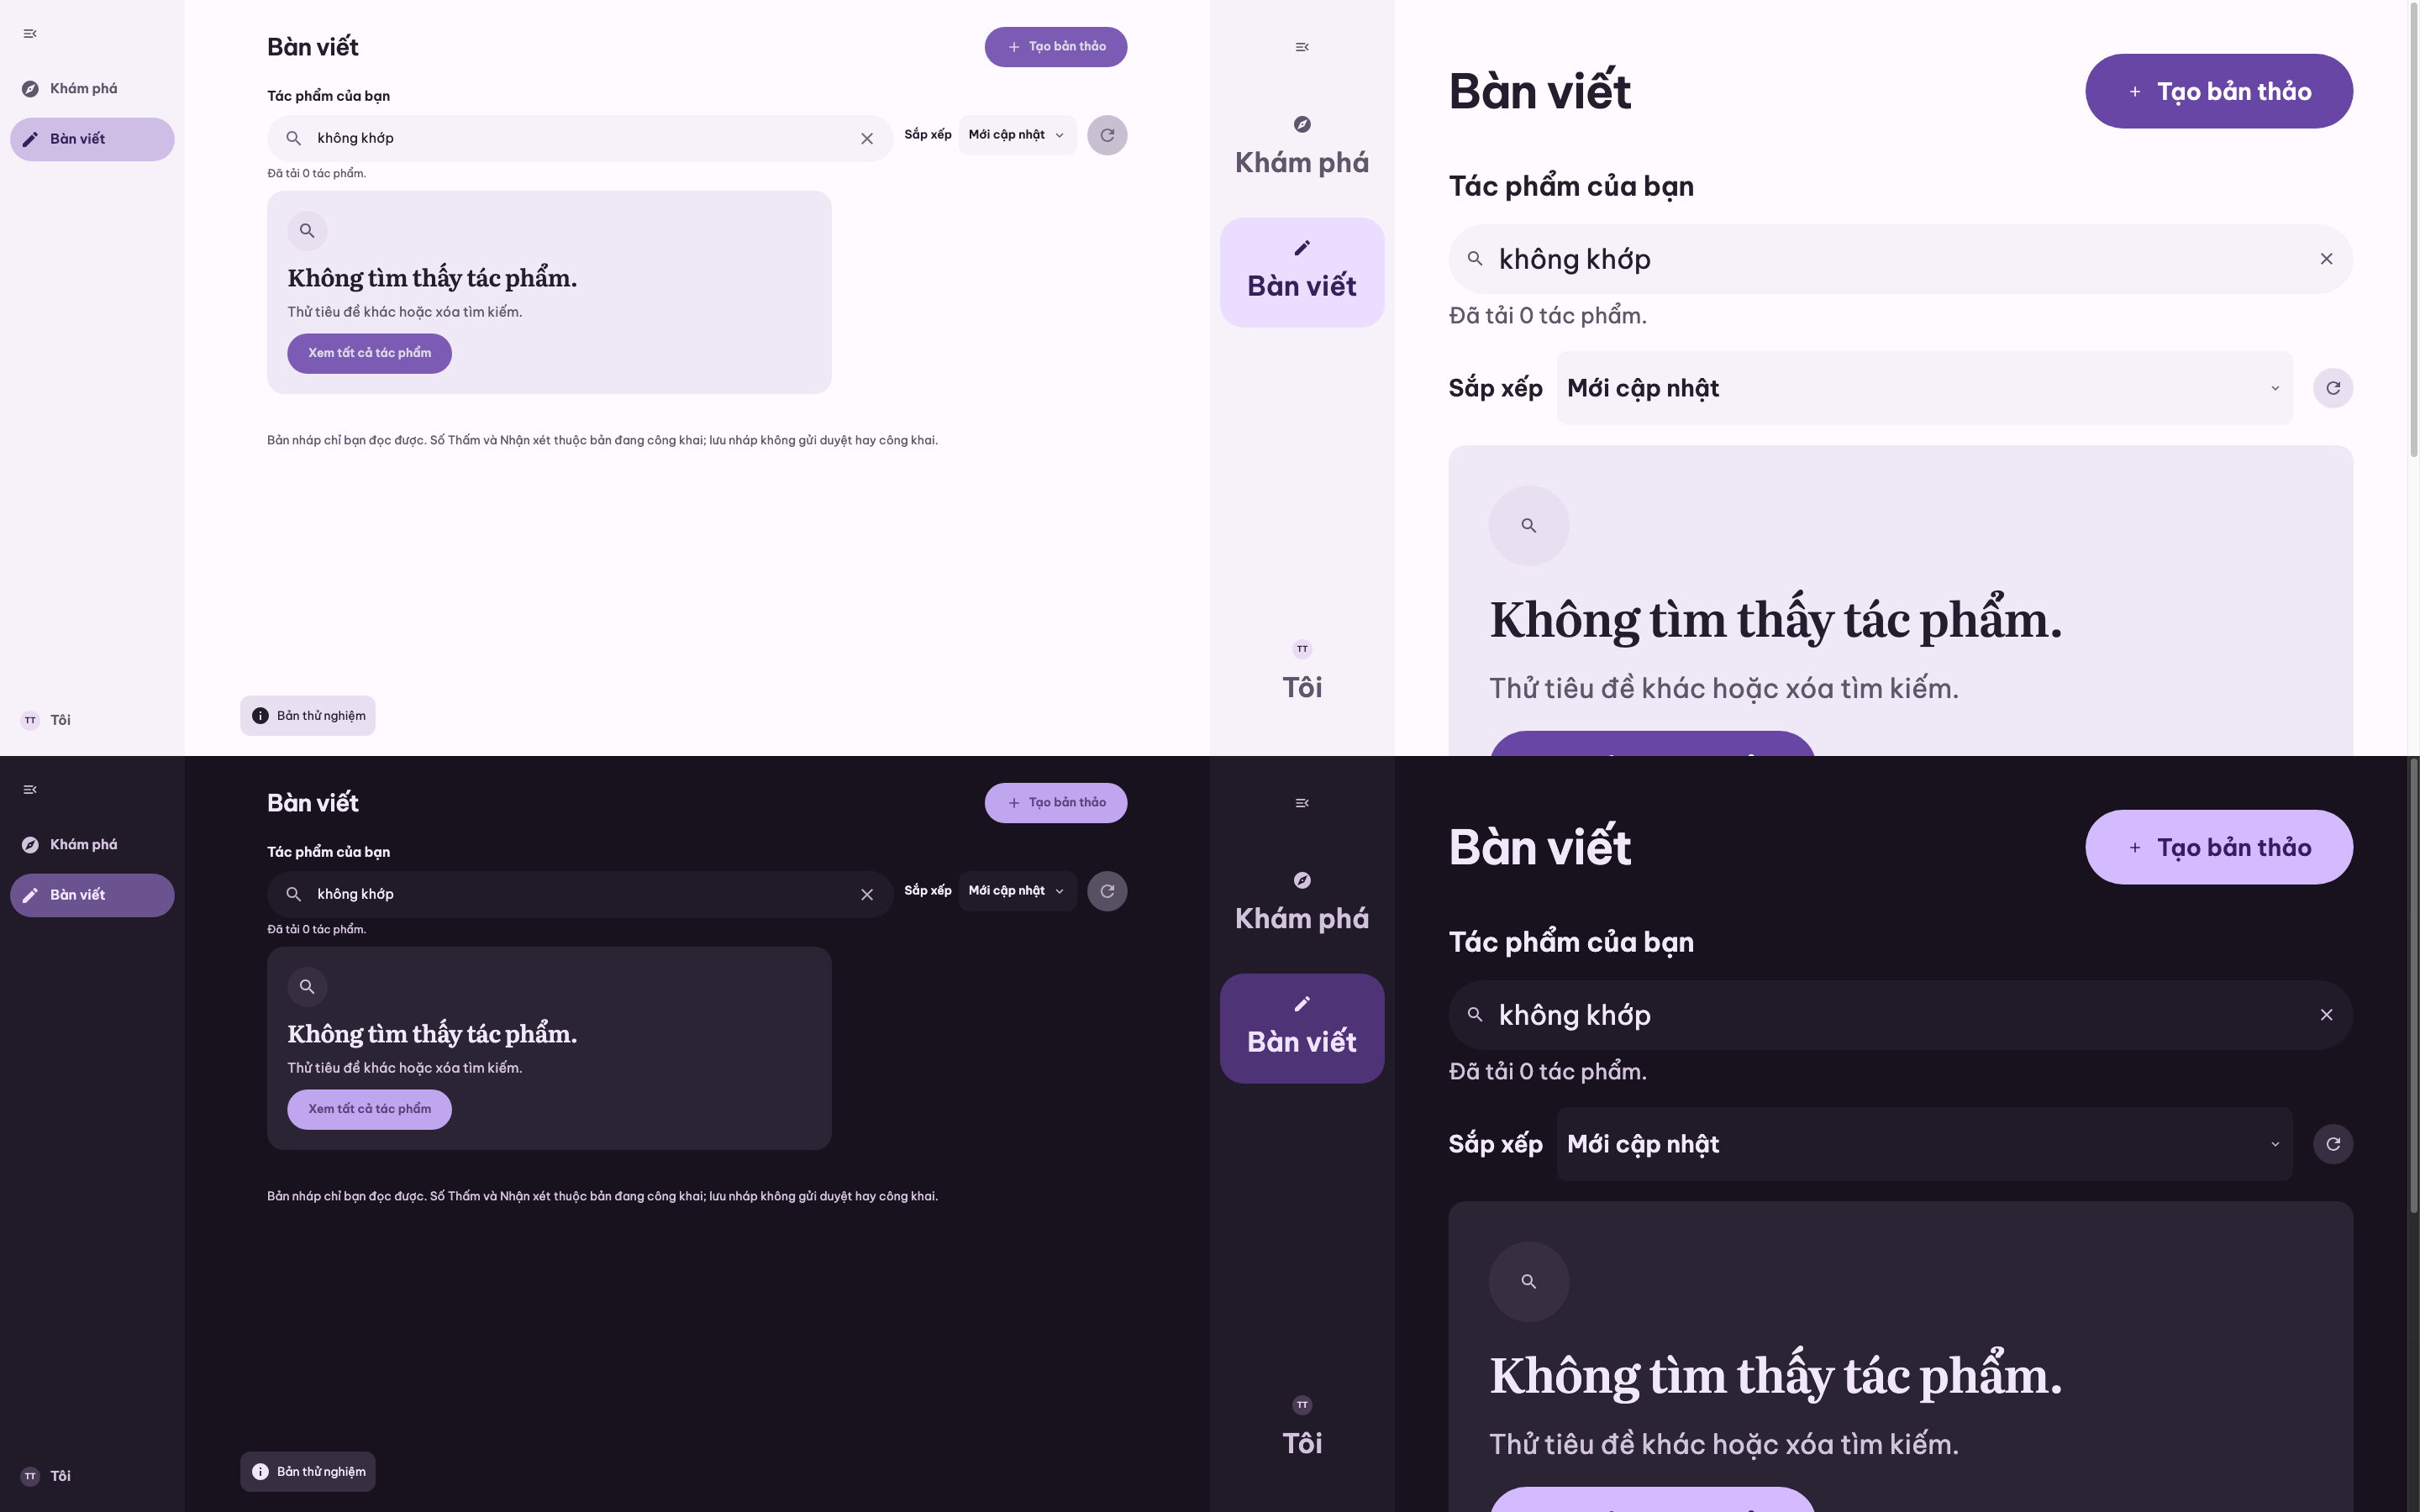 Bàn viết
Tạo bản thảo
Khám phá
Bàn viết
Tác phẩm của bạn
không khớp
Sắp xếp
Mới cập nhật
Đã tải 0 tác phẩm.
Không tìm thấy tác phẩm.
Thử tiêu đề khác hoặc xóa tìm kiếm.
Xem tất cả tác phẩm
Bản nháp chỉ bạn đọc được. Số Thấm và Nhận xét thuộc bản đang công khai; lưu nháp không gửi duyệt hay công khai.
Bản thử nghiệm
TT
Tôi
Khám phá
Bàn viết
TT
Tôi
Bàn viết
Tạo bản thảo
Tác phẩm của bạn
không khớp
Đã tải 0 tác phẩm.
Sắp xếp
Mới cập nhật
Không tìm thấy tác phẩm.
Thử tiêu đề khác hoặc xóa tìm kiếm.
Bàn viết
Tạo bản thảo
Khám phá
Bàn viết
Tác phẩm của bạn
không khớp
Sắp xếp
Mới cập nhật
Đã tải 0 tác phẩm.
Không tìm thấy tác phẩm.
Thử tiêu đề khác hoặc xóa tìm kiếm.
Xem tất cả tác phẩm
Bản nháp chỉ bạn đọc được. Số Thấm và Nhận xét thuộc bản đang công khai; lưu nháp không gửi duyệt hay công khai.
Bản thử nghiệm
TT
Tôi
Khám phá
Bàn viết
TT
Tôi
Bàn viết
Tạo bản thảo
Tác phẩm của bạn
không khớp
Đã tải 0 tác phẩm.
Sắp xếp
Mới cập nhật
Không tìm thấy tác phẩm.
Thử tiêu đề khác hoặc xóa tìm kiếm.